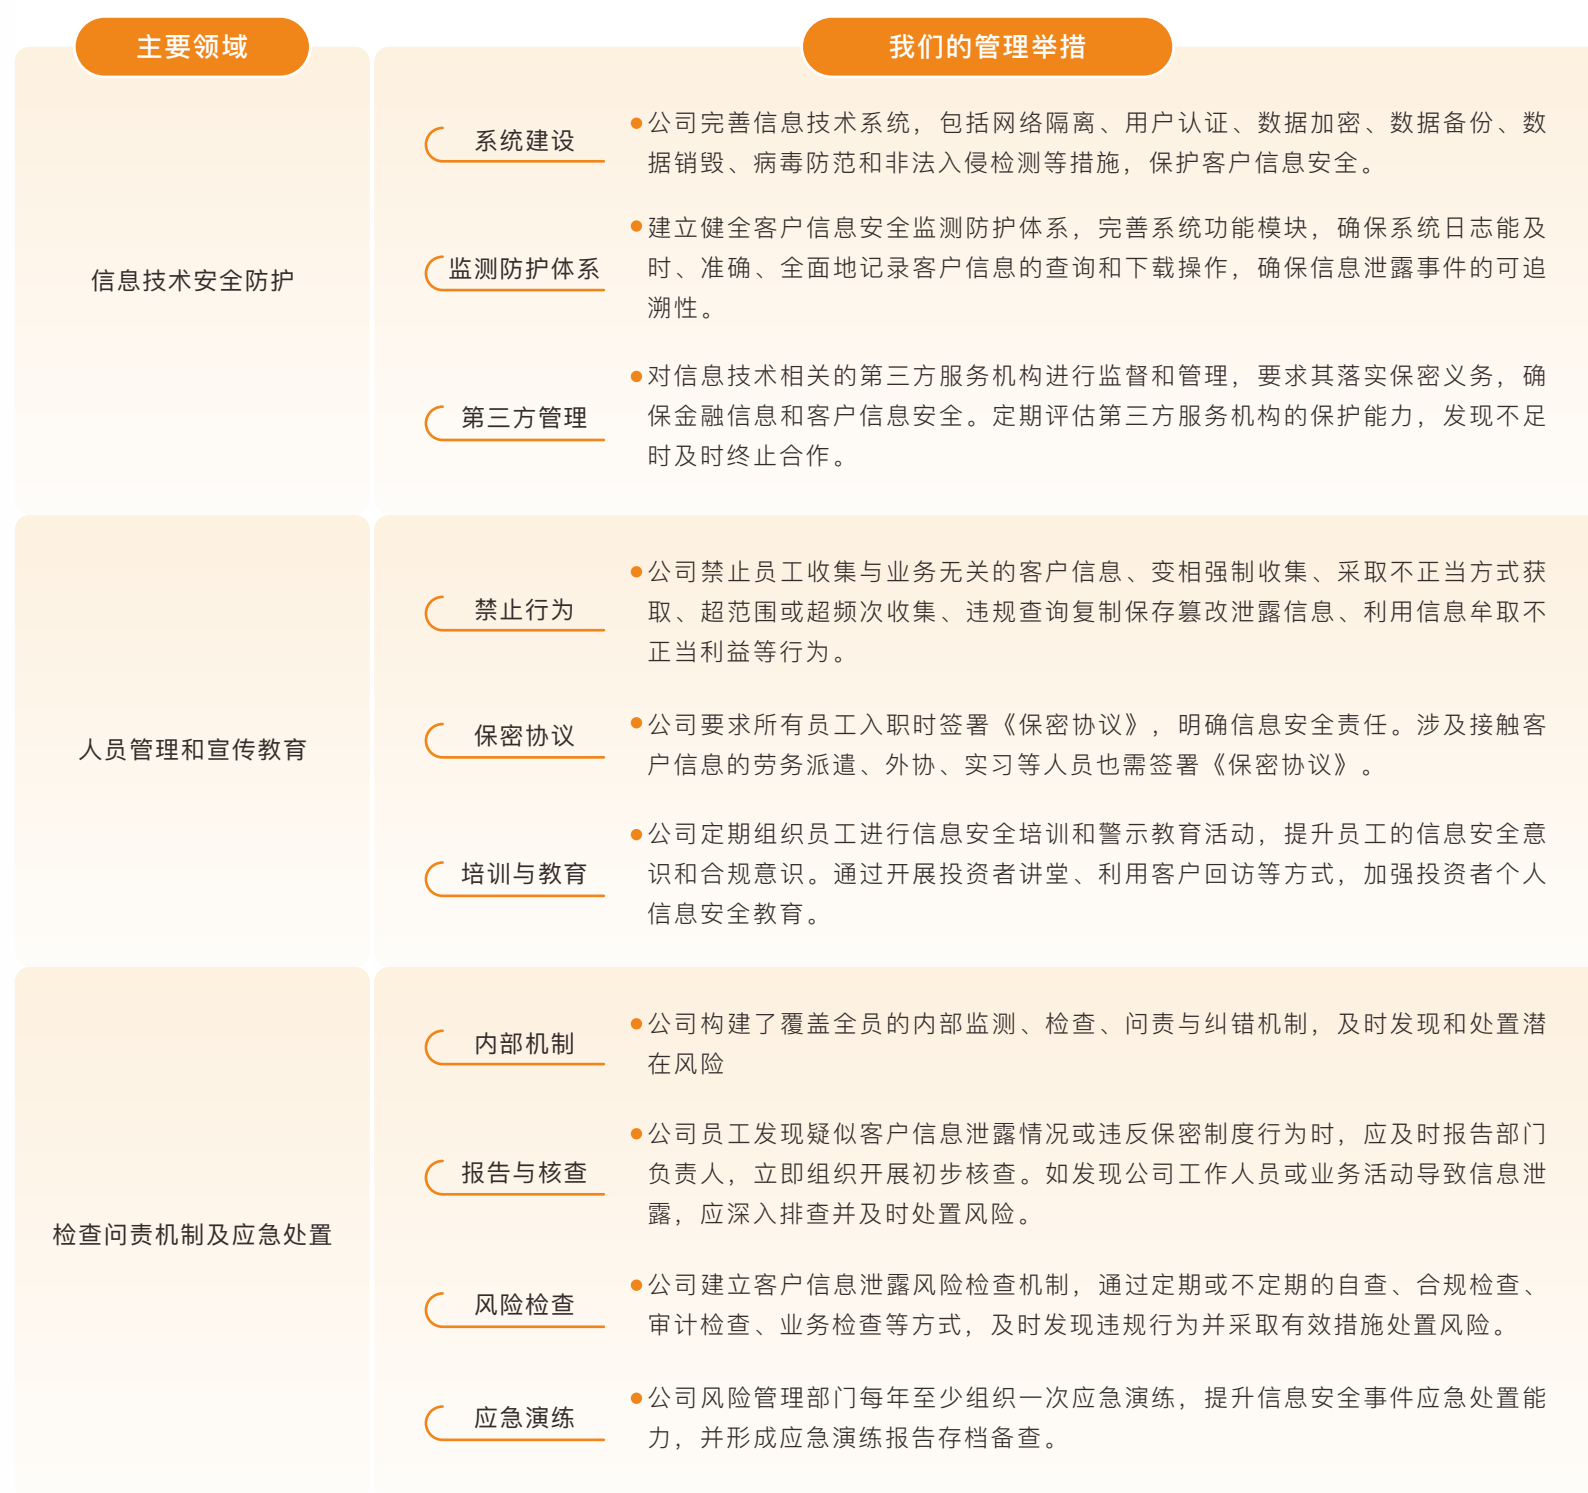 主要领域
我们的管理举措
信息技术安全防护
系统建设
公司完善信息技术系统，包括网络隔离、用户认证、数据加密、数据备份、数
据销毁、病毒防范和非法入侵检测等措施，保护客户信息安全。
监测防护体系
建立健全客户信息安全监测防护体系，完善系统功能模块，确保系统日志能及
时、准确、全面地记录客户信息的查询和下载操作，确保信息泄露事件的可追
溯性。
第三方管理
对信息技术相关的第三方服务机构进行监督和管理，要求其落实保密义务，确
保金融信息和客户信息安全。定期评估第三方服务机构的保护能力，发现不足
时及时终止合作。
人员管理和宣传教育
禁止行为
公司禁止员工收集与业务无关的客户信息、变相强制收集、采取不正当方式获
取、超范围或超频次收集、违规查询复制保存篡改泄露信息、利用信息牟取不
正当利益等行为。
保密协议
公司要求所有员工入职时签署《保密协议》，明确信息安全责任。涉及接触客
户信息的劳务派遣、外协、实习等人员也需签署《保密协议》。
培训与教育
公司定期组织员工进行信息安全培训和警示教育活动，提升员工的信息安全意
识和合规意识。通过开展投资者讲堂、利用客户回访等方式，加强投资者个人
信息安全教育。
检查问责机制及应急处置
内部机制
公司构建了覆盖全员的内部监测、检查、问责与纠错机制，及时发现和处置潜
在风险
报告与核查
公司员工发现疑似客户信息泄露情况或违反保密制度行为时，应及时报告部门
负责人，立即组织开展初步核查。如发现公司工作人员或业务活动导致信息泄
露，应深入排查并及时处置风险。
风险检查
公司建立客户信息泄露风险检查机制，通过定期或不定期的自查、合规检查、
审计检查、业务检查等方式，及时发现违规行为并采取有效措施处置风险。
应急演练
公司风险管理部门每年至少组织一次应急演练，提升信息安全事件应急处置能
力，并形成应急演练报告存档备查。